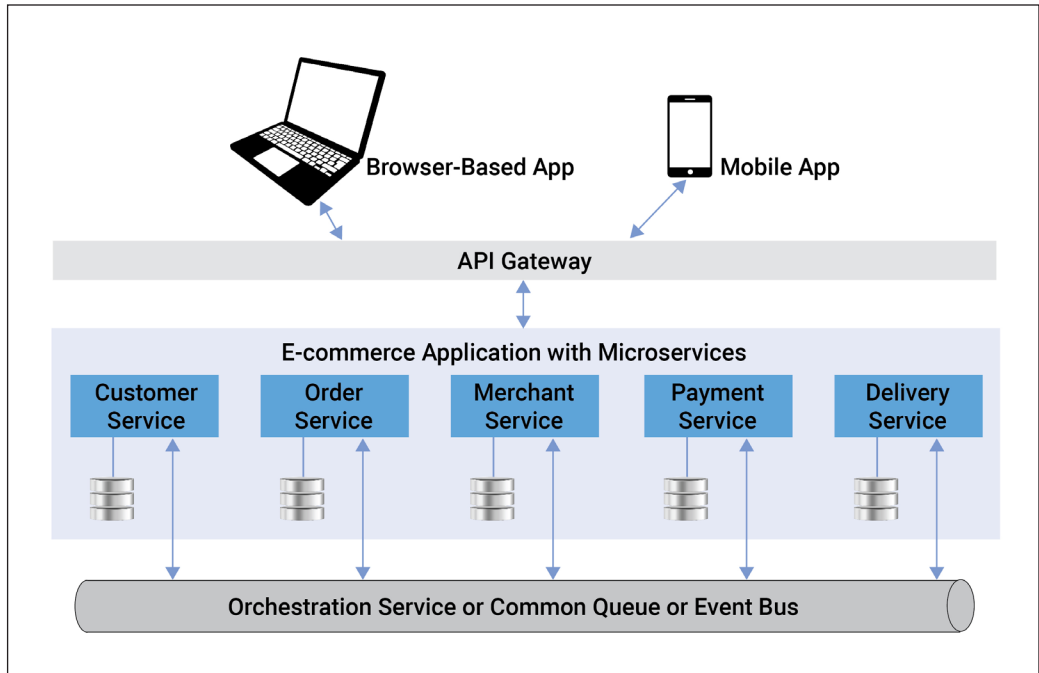 Browser-Based App
Mobile App
API Gateway
E-commerce Application with Microservices
Customer
Service
Order
Service
Merchant
Service
Payment
Service
Delivery
Service
Orchestration Service or Common Queue or Event Bus